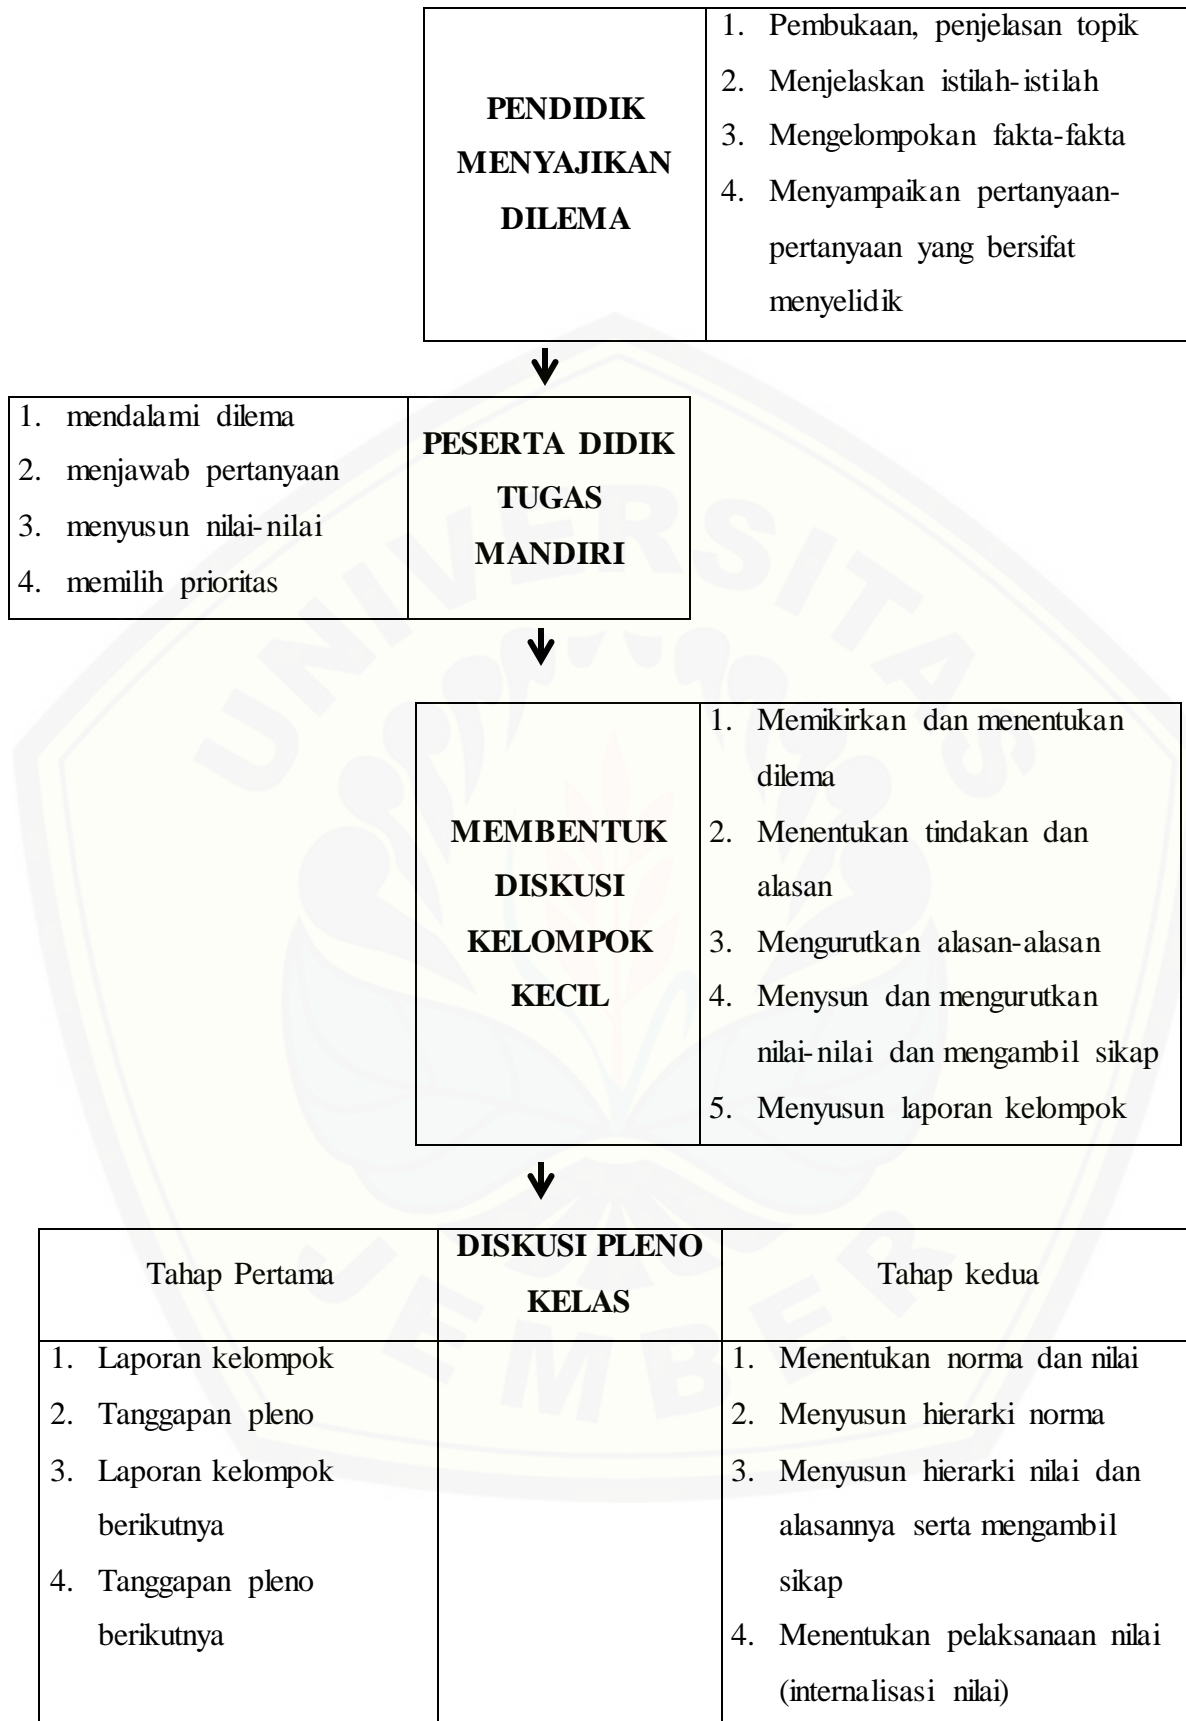 PENDIDIK
MENYAJIKAN
DILEMA
1. Pembukaan, penjelasan topik
2. Menjelaskan istilah-istilah
3. Mengelompokan fakta-fakta
4. Menyampaikan pertanyaan-
pertanyaan yang bersifat
menyelidik
1. mendalami dilema
2. menjawab pertanyaan
3. menyusun nilai-nilai
4. memilih prioritas
PESERTA DIDIK
TUGAS
MANDIRI
MEMBENTUK
DISKUSI
KELOMPOK
KECIL
1. Memikirkan dan menentukan
dilema
2. Menentukan tindakan dan
alasan
3. Mengurutkan alasan-alasan
4. Menysun dan mengurutkan
nilai-nilai dan mengambil sikap
5. Menyusun laporan kelompok
Tahap Pertama
DISKUSI PLENO
KELAS
Tahap kedua
1. Laporan kelompok
2. Tanggapan pleno
3. Laporan kelompok
berikutnya
4. Tanggapan pleno
berikutnya
1. Menentukan norma dan nilai
2. Menyusun hierarki norma
3. Menyusun hierarki nilai dan
alasannya serta mengambil
sikap
4. Menentukan pelaksanaan nilai
(internalisasi nilai)
UNIVERSITAS
JEMBER